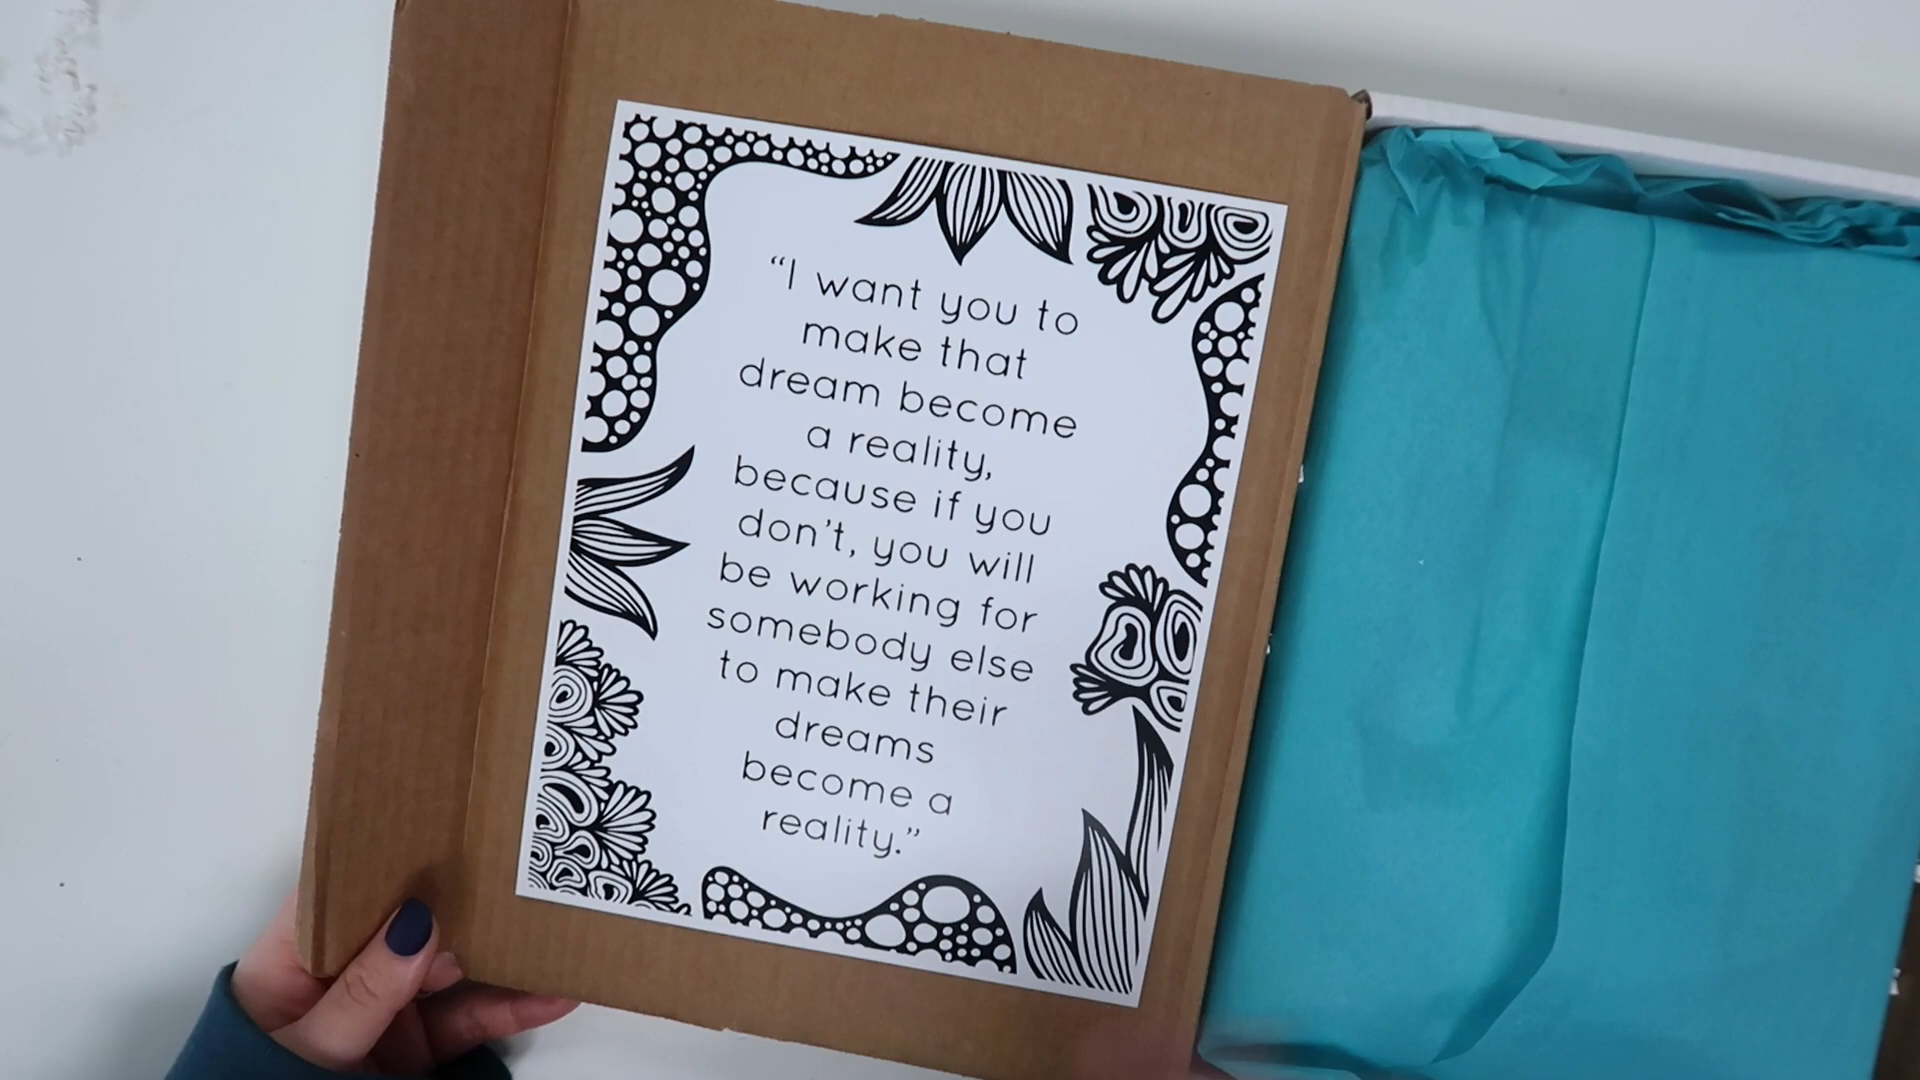 “I want you to
make that
dream become
a reality,
because if you
don’t, you will
be working for
somebody else
to make their
dreams
become a
reality.”